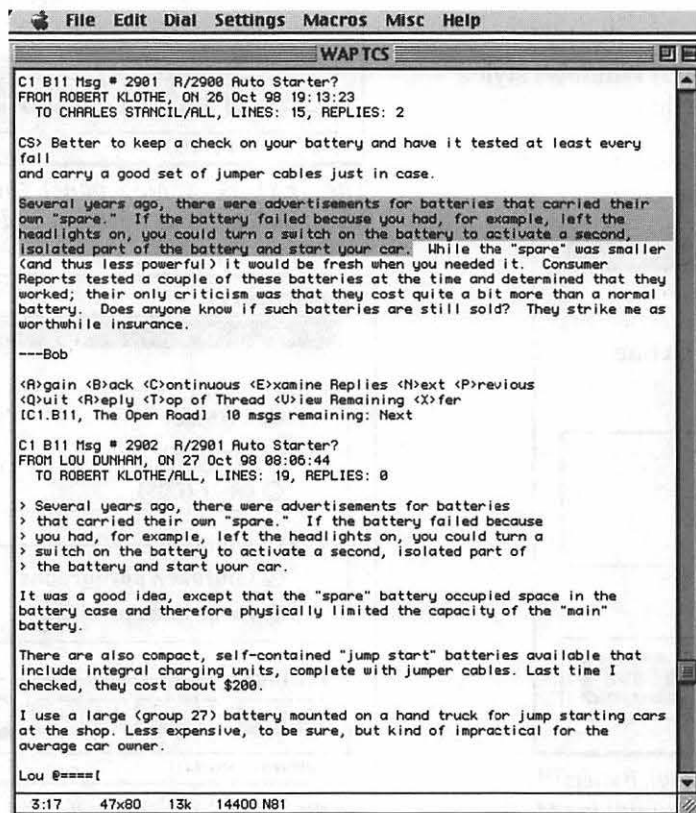 File Edit Dial Settings Macros Misc Help
WAP TCS
C1 B11 Msg # 2901 R/2900 Auto Starter?
FROM ROBERT KLOTHE, ON 26 Oct 98 19:13:23
TO CHARLES STANCIL/ALL, LINES: 15, REPLIES: 2
CS> Better to keep a check on your battery and have it tested at least every
fall
and carry a good set of jumper cables just in case.
Several years ago, there were advertisements for batteries that carried their
own "spare." If the battery failed because you had, for example, left the
headlights on, you could turn a switch on the battery to activate a second,
isolated part of the battery and start your car. While the "spare" was smaller
(and thus less powerful) it would be fresh when you needed it. Consumer
Reports tested a couple of these batteries at the time and determined that they
worked; their only criticism was that they cost quite a bit more than a normal
battery. Does anyone know if such batteries are still sold? They strike me as
worthwhile insurance.
---Bob
<A>gain <B>ack <C>ontinuous <E>xamine Replies <N>ext <P>revious
<Q>uit <R>eply <T>op of Thread <V>iew Remaining <X>fer
[C1.B11, The Open Road] 10 msgs remaining: Next
C1 B11 Msg # 2902 R/2901 Auto Starter?
FROM LOU DUNHAM, ON 27 Oct 98 08:06:44
TO ROBERT KLOTHE/ALL, LINES: 19, REPLIES: 0
> Several years ago, there were advertisements for batteries
> that carried their own "spare." If the battery failed because
> you had, for example, left the headlights on, you could turn a
> switch on the battery to activate a second, isolated part of
> the battery and start your car.
It was a good idea, except that the "spare" battery occupied space in the
battery case and therefore physically limited the capacity of the "main"
battery.
There are also compact, self-contained "jump start" batteries available that
include integral charging units, complete with jumper cables. Last time I
checked, they cost about $200.
I use a large (group 27) battery mounted on a hand truck for jump starting cars
at the shop. Less expensive, to be sure, but kind of impractical for the
average car owner.
Lou @====[
3:17 47x80 13k 14400 N81